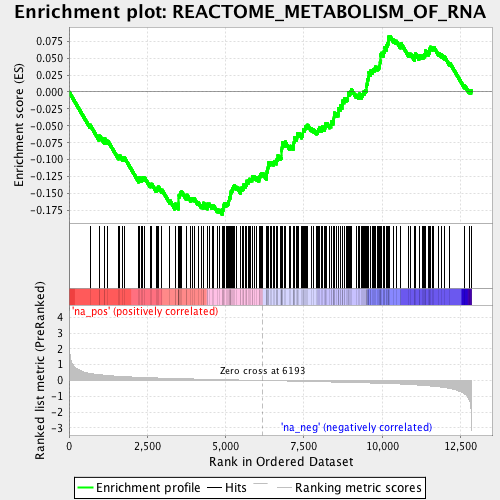 Enrichment plot: REACTOME_METABOLISM_OF_RNA
Enrichment score (ES)
0.075
0.050
0.025
0.000
-0.025
-0.050
-0.075
-0.100
-0.125
-0.150
-0.175
'na_pos' (positively correlated)
Ranked list metric (PreRanked)
4
3
2
1
0
-1
-2
-3
Zero cross at 6193
'na_neg' (negatively correlated)
0
2,500
5,000
7,500
10,000
12,500
Rank in Ordered Dataset
Enrichment profile
Hits
Ranking metric scores